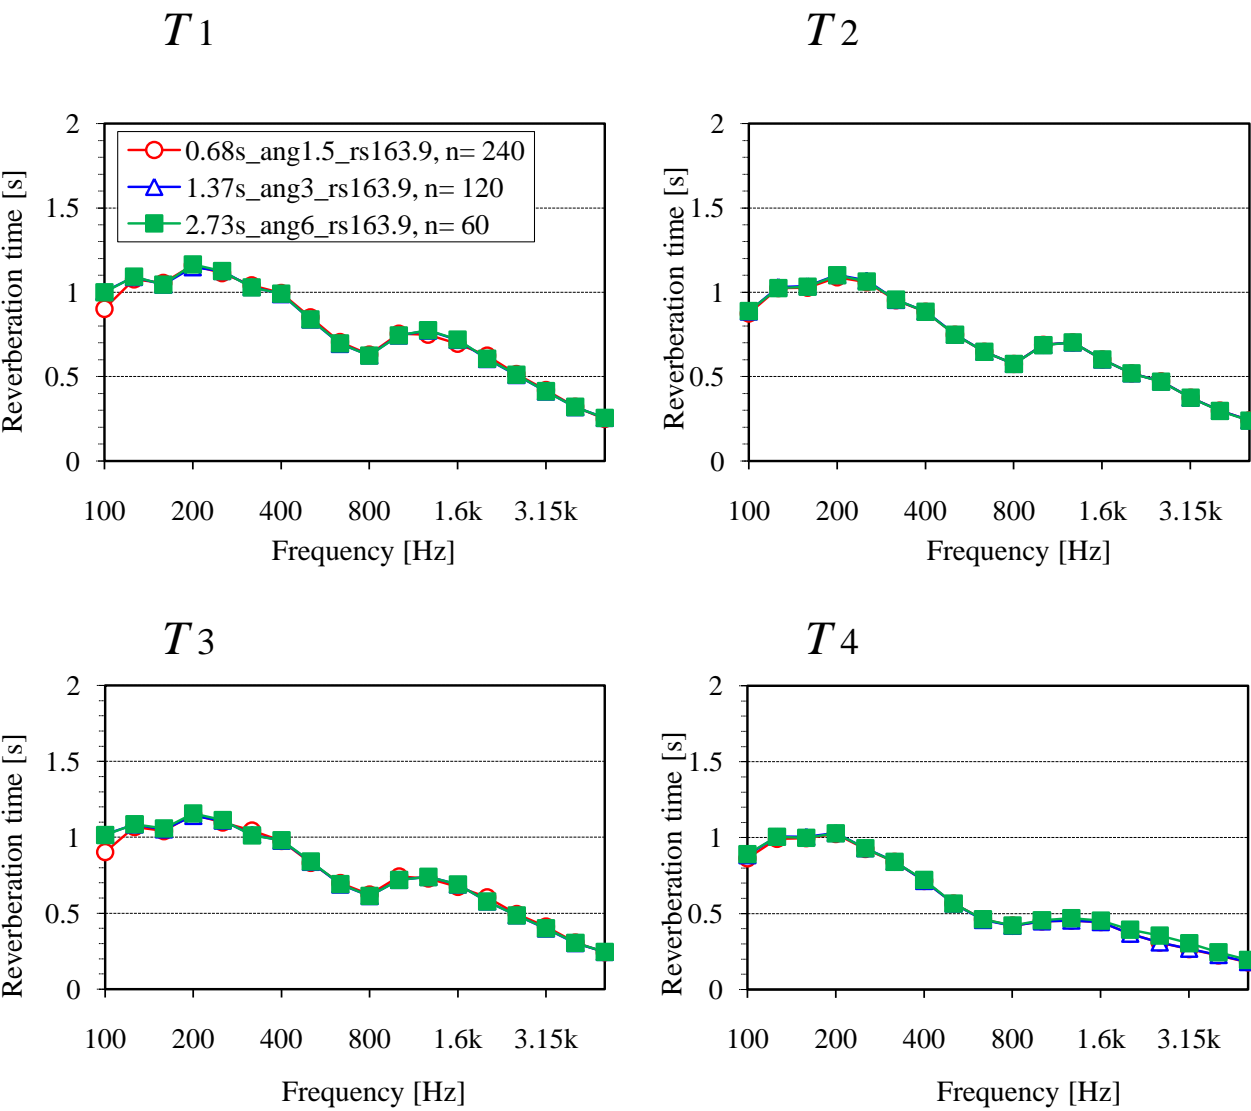 T 1
2
1.5
1
0.5
0
Reverberation time [s]
0.68s_ang1.5_rs163.9, n= 240
1.37s_ang3_rs163.9, n= 120
2.73s_ang6_rs163.9, n= 60
100 200 400 800 1.6k 3.15k
Frequency [Hz]
T 2
2
1.5
1
0.5
0
Reverberation time [s]
100 200 400 800 1.6k 3.15k
Frequency [Hz]
T 3
2
1.5
1
0.5
0
Reverberation time [s]
100 200 400 800 1.6k 3.15k
Frequency [Hz]
T 4
2
1.5
1
0.5
0
Reverberation time [s]
100 200 400 800 1.6k 3.15k
Frequency [Hz]